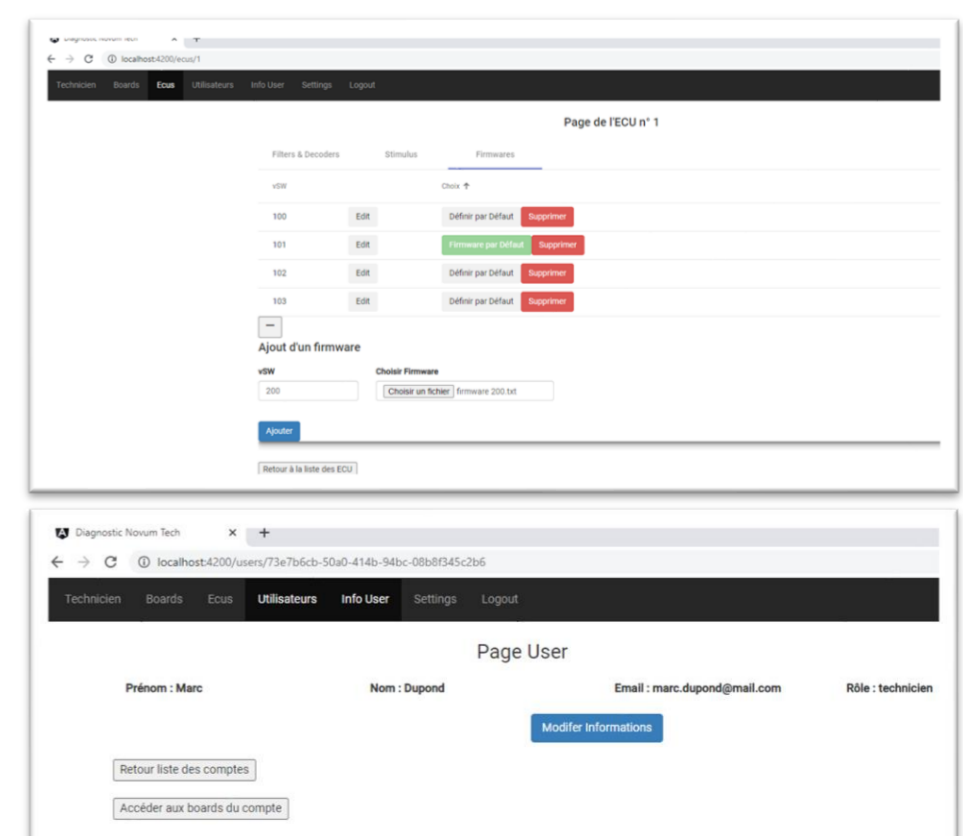 Diagnostic Novum Tech
localhost:4200/ecus/1
Technicien Boards Ecus Utilisateurs Info User Settings Logout
Page de l'ECU n° 1
Filters & Decoders Stimulus Firmwares
vSW Choix ↑
100 Edit Définir par Défaut Supprimer
101 Edit Firmware par Défaut Supprimer
102 Edit Définir par Défaut Supprimer
103 Edit Définir par Défaut Supprimer
Ajout d'un firmware
vSW Choisir Firmware
200 Choisir un fichier firmware 200.txt
Ajouter
Retour à la liste des ECU
Diagnostic Novum Tech
localhost:4200/users/73e7b6cb-50a0-414b-94bc-08b8f345c2b6
Technicien Boards Ecus Utilisateurs Info User Settings Logout
Page User
Prénom : Marc Nom : Dupond Email : marc.dupond@mail.com Rôle : technicien
Modifer Informations
Retour liste des comptes
Accéder aux boards du compte